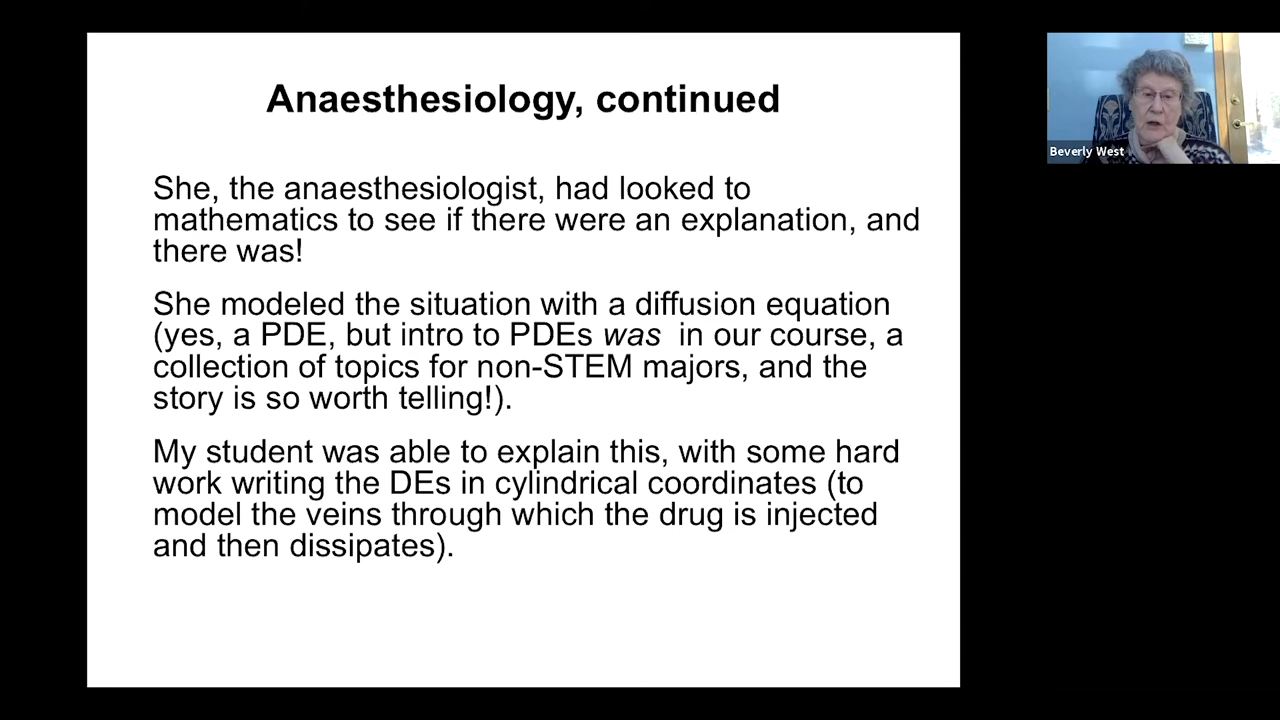 Anaesthesiology, continued
She, the anaesthesiologist, had looked to
mathematics to see if there were an explanation, and
there was!
She modeled the situation with a diffusion equation
(yes, a PDE, but intro to PDEs was in our course, a
collection of topics for non-STEM majors, and the
story is so worth telling!).
My student was able to explain this, with some hard
work writing the DEs in cylindrical coordinates (to
model the veins through which the drug is injected
and then dissipates).
Beverly West